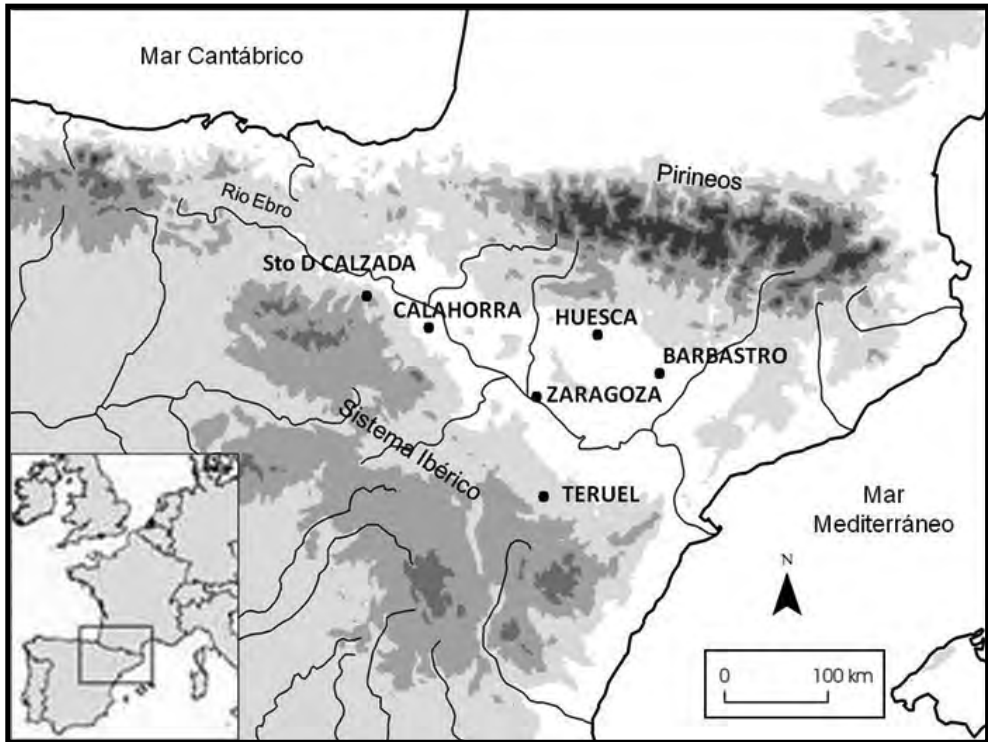 Mar Cantábrico
Pirineos
Rio Ebro
Sto D CALZADA
CALAHORRA
HUESCA
BARBASTRO
ZARAGOZA
Sistema Ibérico
TERUEL
Mar
Mediterráneo
N
0 100 km